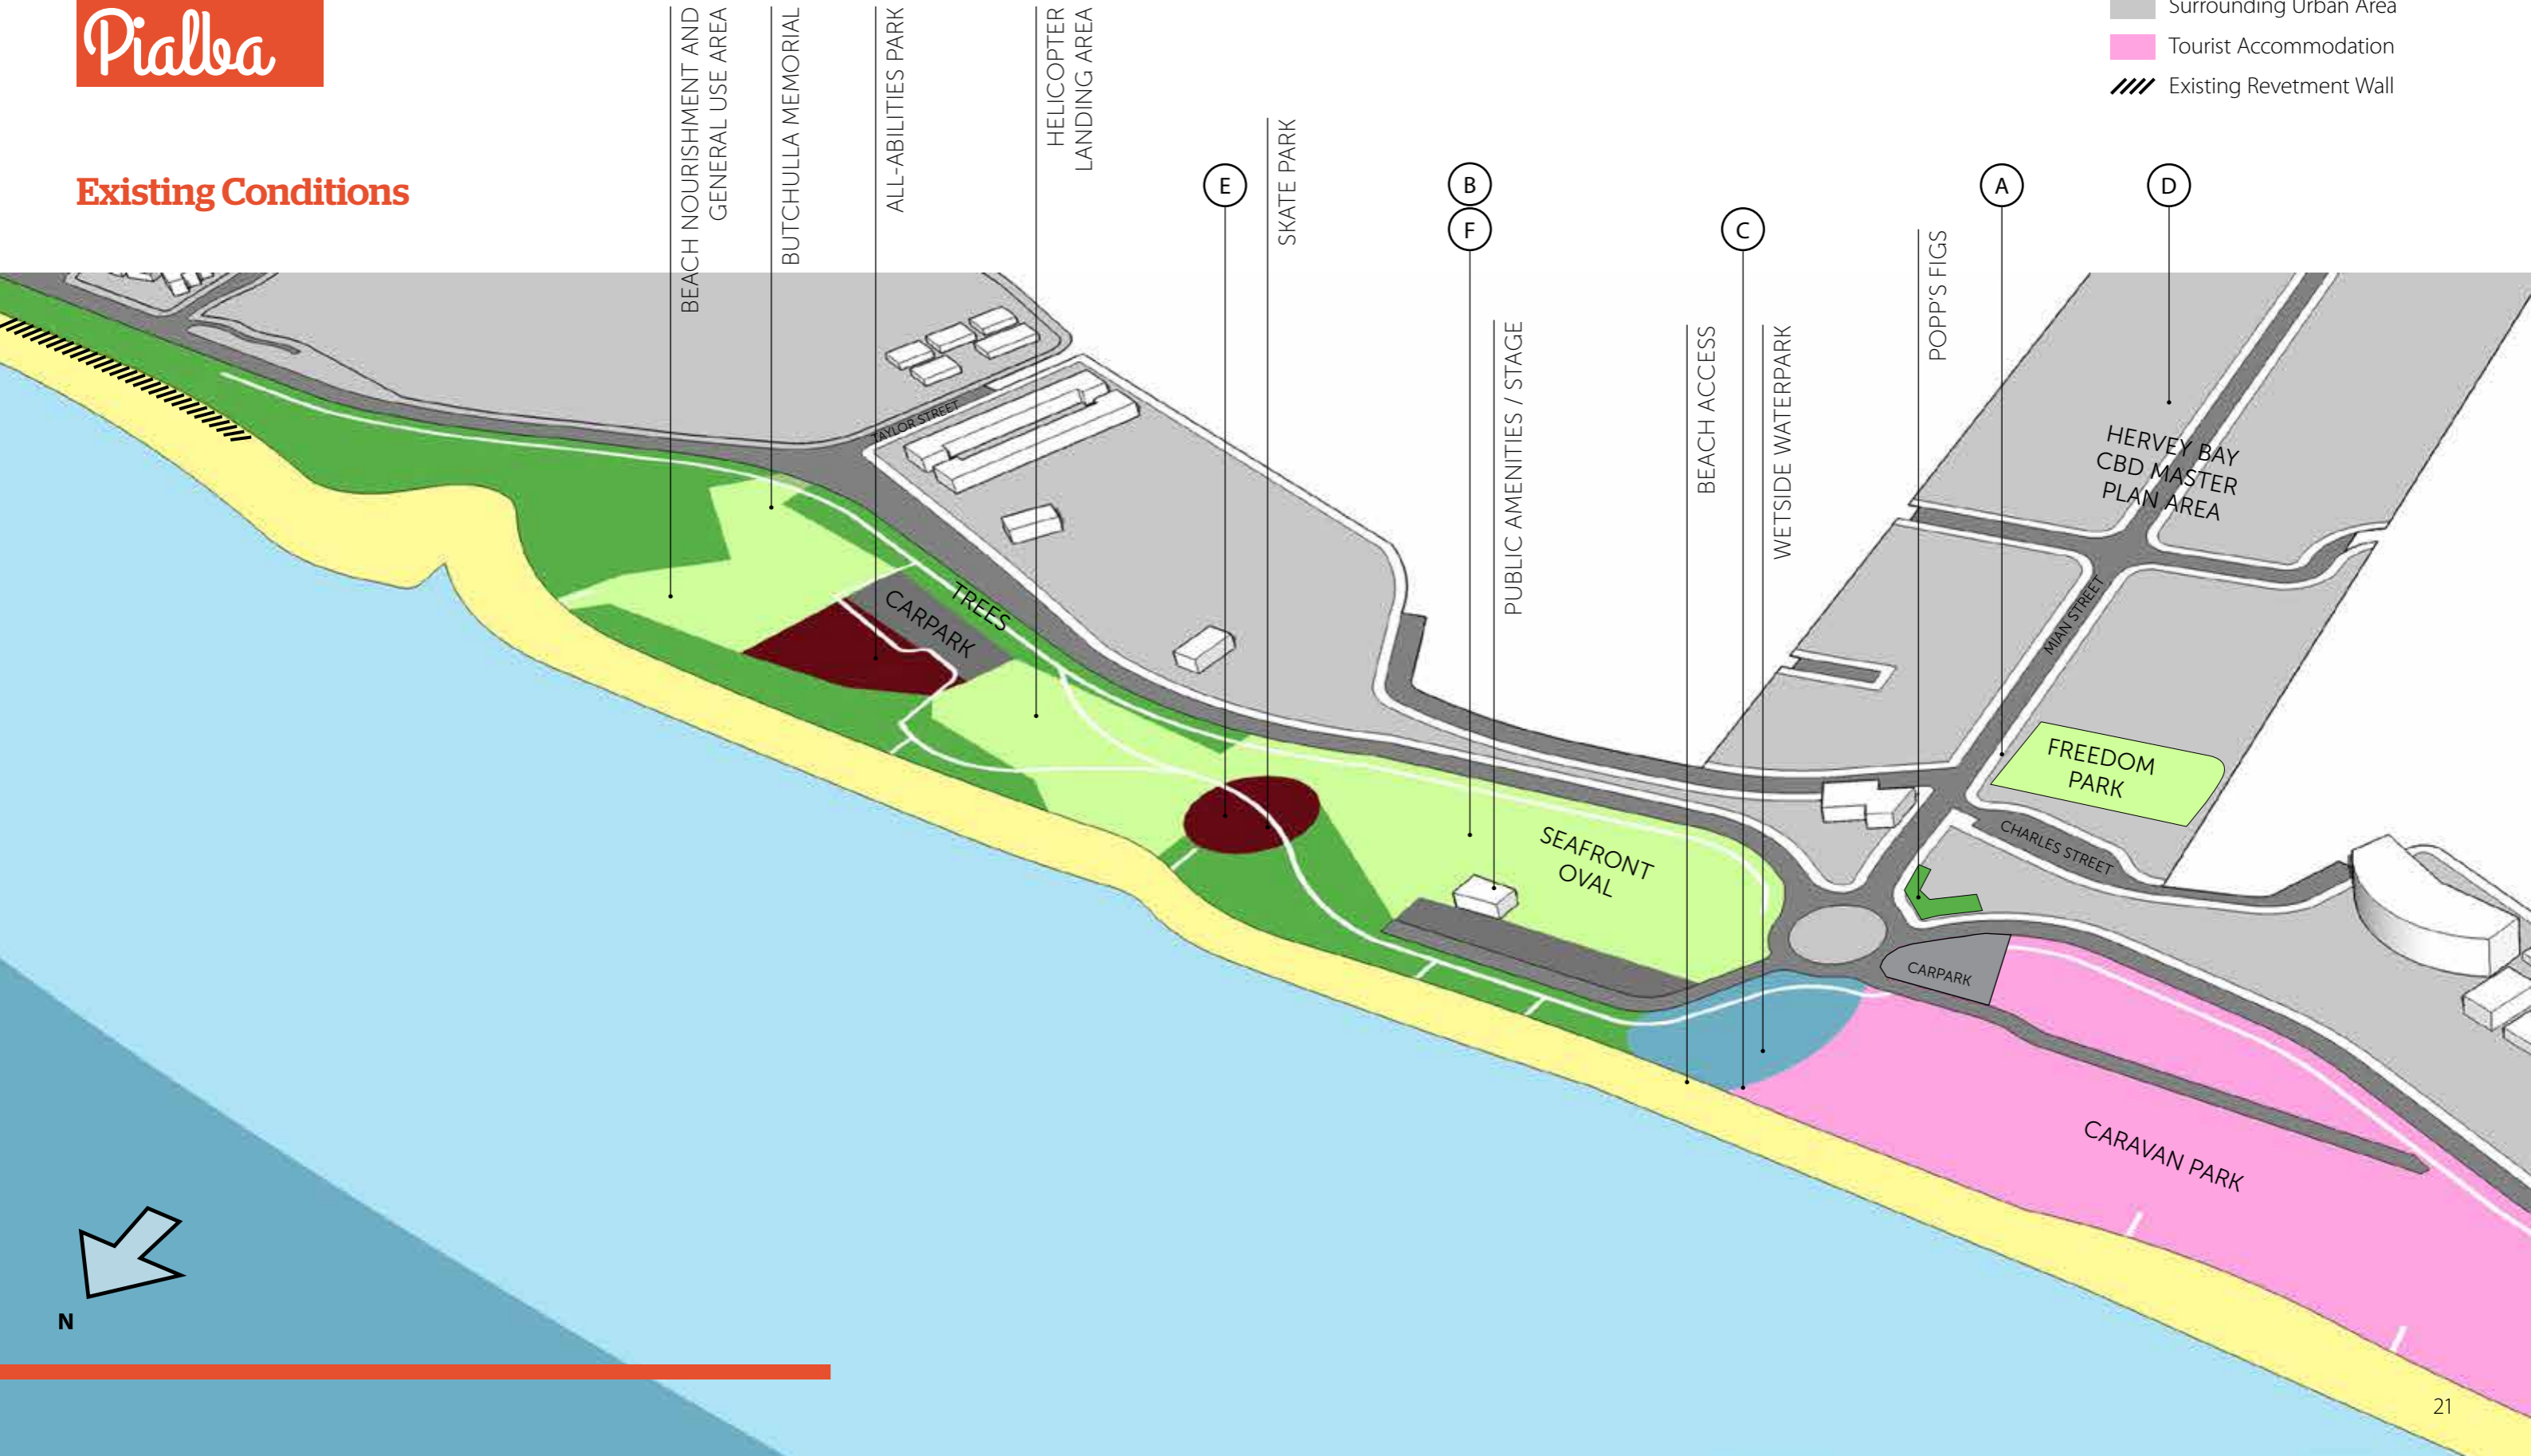 Pialba
Existing Conditions
BEACH NOURISHMENT AND
GENERAL USE AREA
BUTCHULLA MEMORIAL
ALL-ABILITIES PARK
HELICOPTER
LANDING AREA
E
SKATE PARK
B
F
PUBLIC AMENITIES / STAGE
C
BEACH ACCESS
WETSIDE WATERPARK
POPP'S FIGS
A
D
Surrounding Urban Area
Tourist Accommodation
Existing Revetment Wall
TAYLOR STREET
HERVEY BAY
CBD MASTER
PLAN AREA
TREES
CARPARK
MIAN STREET
FREEDOM
PARK
SEAFRONT
OVAL
CHARLES STREET
CARPARK
CARAVAN PARK
N
21